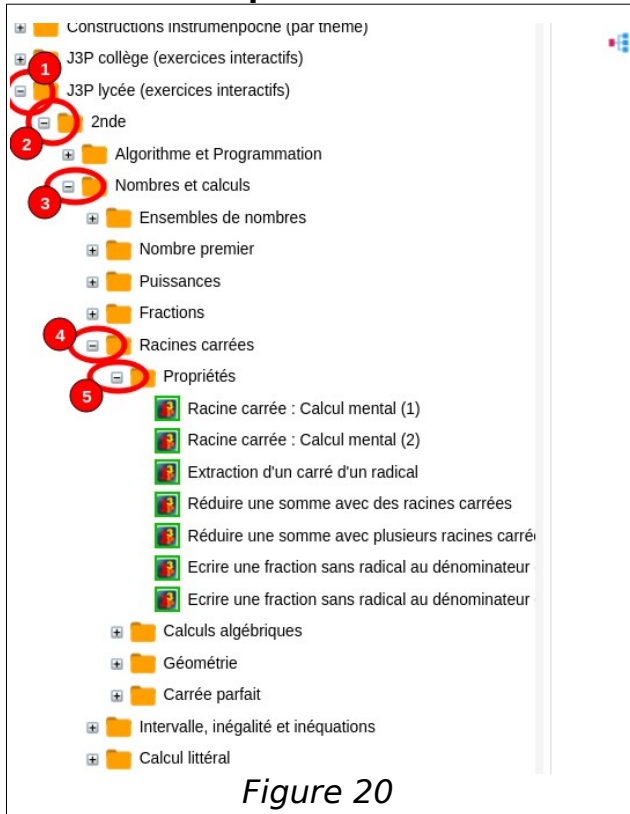 Constructions Instrumenpoche (par thème)
J3P collège (exercices interactifs)
1
J3P lycée (exercices interactifs)
2nde
2
Algorithme et Programmation
Nombres et calculs
3
Ensembles de nombres
Nombre premier
Puissances
Fractions
4
Racines carrées
Propriétés
5
Racine carrée : Calcul mental (1)
Racine carrée : Calcul mental (2)
Extraction d'un carré d'un radical
Réduire une somme avec des racines carrées
Réduire une somme avec plusieurs racines carrée
Ecrire une fraction sans radical au dénominateur
Ecrire une fraction sans radical au dénominateur
Calculs algébriques
Géométrie
Carrée parfait
Intervalle, inégalité et inéquations
Calcul littéral
Figure 20